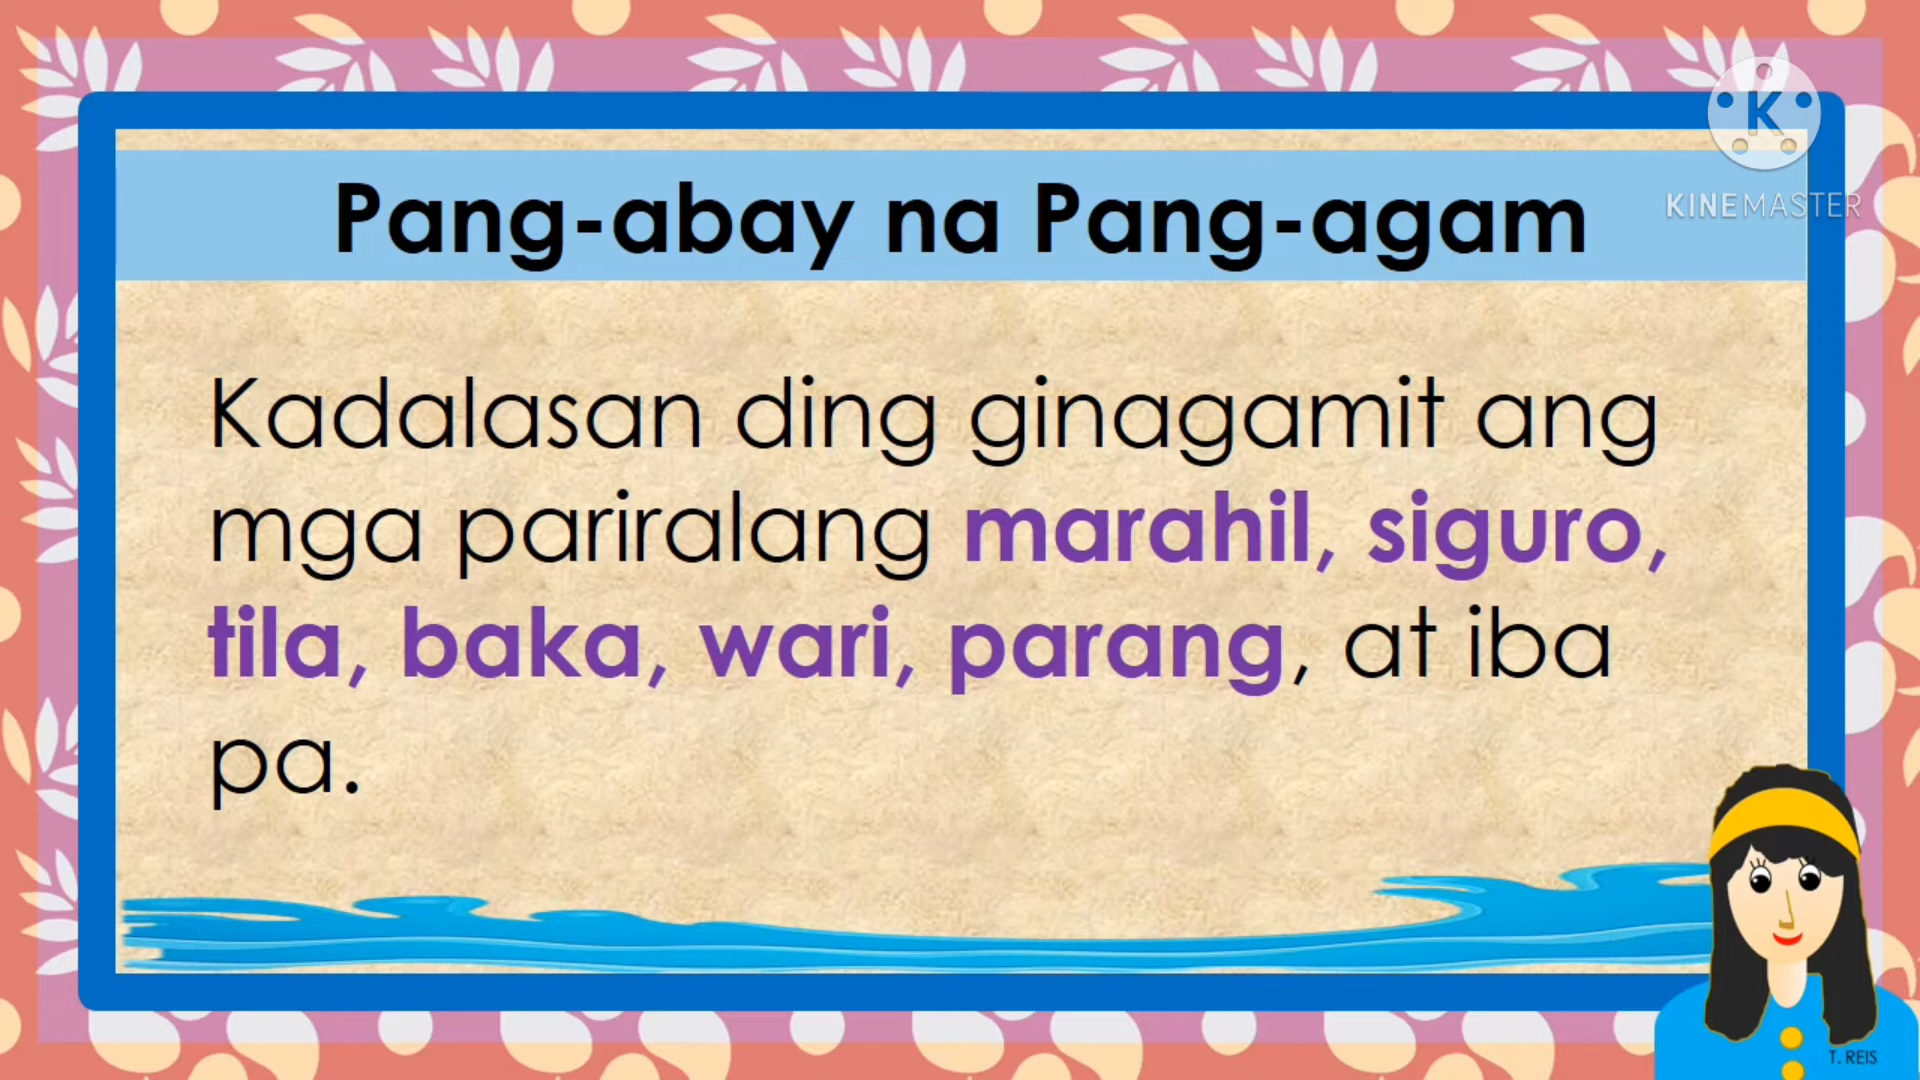 KINEMASTER
Pang-abay na Pang-agam
Kadalasan ding ginagamit ang
mga pariralang marahil, siguro,
tila, baka, wari, parang, at iba
pa.
T. REIS